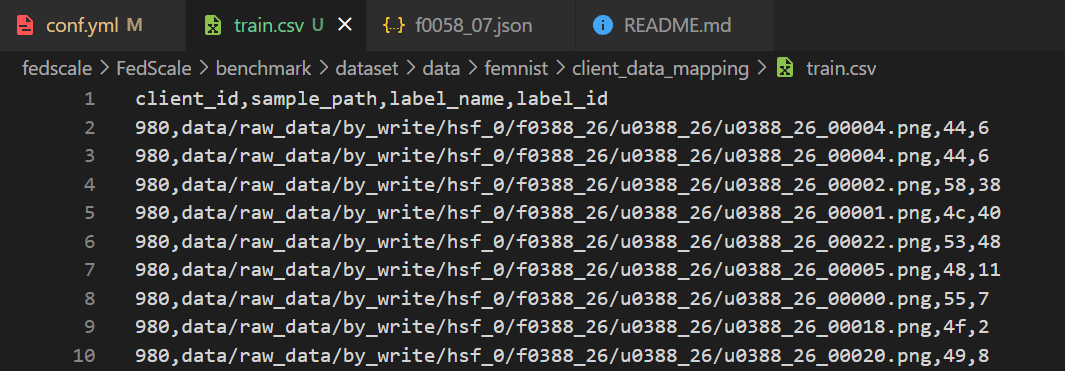 conf.yml M train.csv U f0058_07.json README.md
fedscale > FedScale > benchmark > dataset > data > femnist > client_data_mapping > train.csv
1 client_id,sample_path,label_name,label_id
2 980,data/raw_data/by_write/hsf_0/f0388_26/u0388_26/u0388_26_00004.png,44,6
3 980,data/raw_data/by_write/hsf_0/f0388_26/u0388_26/u0388_26_00004.png,44,6
4 980,data/raw_data/by_write/hsf_0/f0388_26/u0388_26/u0388_26_00002.png,58,38
5 980,data/raw_data/by_write/hsf_0/f0388_26/u0388_26/u0388_26_00001.png,4c,40
6 980,data/raw_data/by_write/hsf_0/f0388_26/u0388_26/u0388_26_00022.png,53,48
7 980,data/raw_data/by_write/hsf_0/f0388_26/u0388_26/u0388_26_00005.png,48,11
8 980,data/raw_data/by_write/hsf_0/f0388_26/u0388_26/u0388_26_00000.png,55,7
9 980,data/raw_data/by_write/hsf_0/f0388_26/u0388_26/u0388_26_00018.png,4f,2
10 980,data/raw_data/by_write/hsf_0/f0388_26/u0388_26/u0388_26_00020.png,49,8